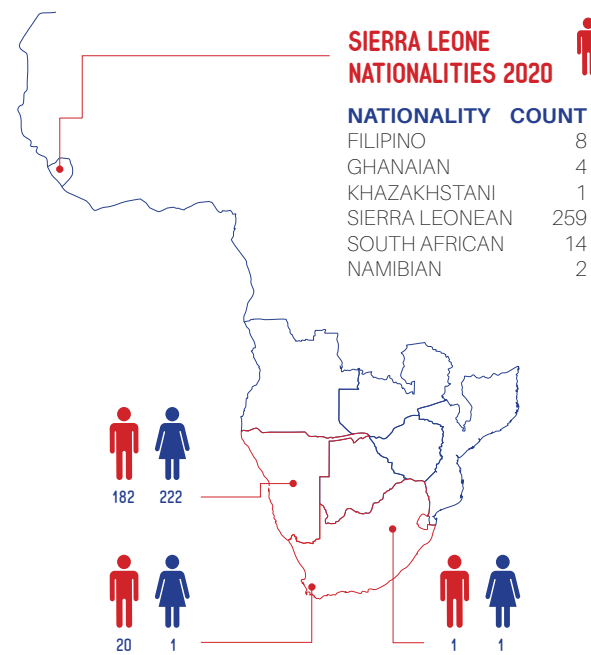 SIERRA LEONE
NATIONALITIES 2020
NATIONALITY COUNT
FILIPINO 8
GHANAIAN 4
KHAZAKHSTANI 1
SIERRA LEONEAN 259
SOUTH AFRICAN 14
NAMIBIAN 2
182 222
20 1
1 1